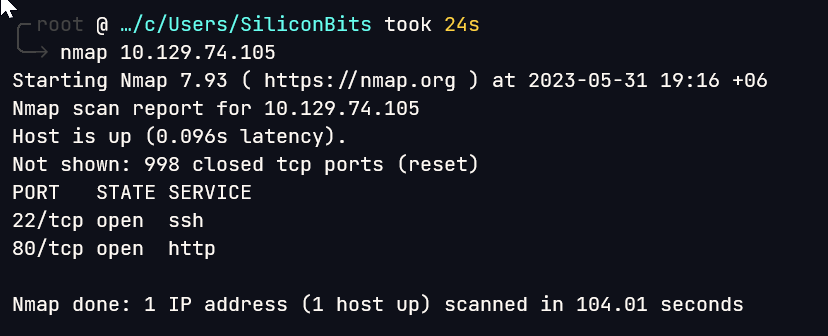 root @ …/c/Users/SiliconBits took 24s
nmap 10.129.74.105
Starting Nmap 7.93 ( https://nmap.org ) at 2023-05-31 19:16 +06
Nmap scan report for 10.129.74.105
Host is up (0.096s latency).
Not shown: 998 closed tcp ports (reset)
PORT   STATE SERVICE
22/tcp open  ssh
80/tcp open  http
Nmap done: 1 IP address (1 host up) scanned in 104.01 seconds